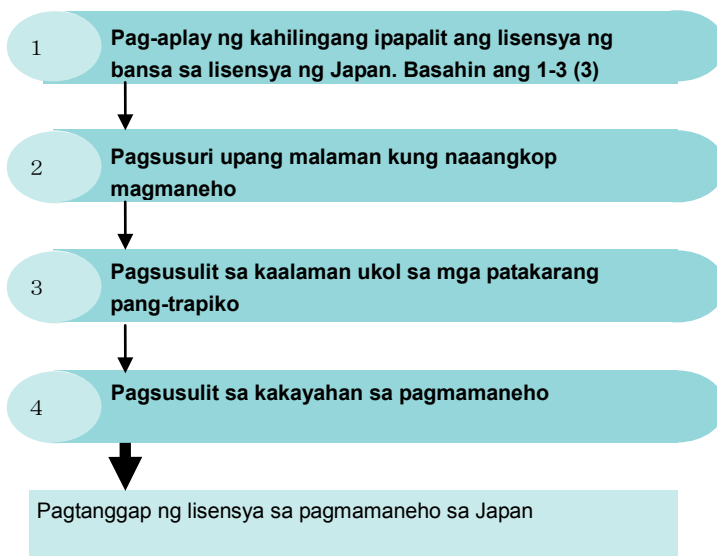 1
Pag-aplay ng kahilingang ipapalit ang lisensya ng
bansa sa lisensya ng Japan. Basahin ang 1-3 (3)
2
Pagsusuri upang malaman kung naaangkop
magmaneho
3
Pagsusulit sa kaalaman ukol sa mga patakarang
pang-trapiko
4
Pagsusulit sa kakayahan sa pagmamaneho
Pagtanggap ng lisensya sa pagmamaneho sa Japan